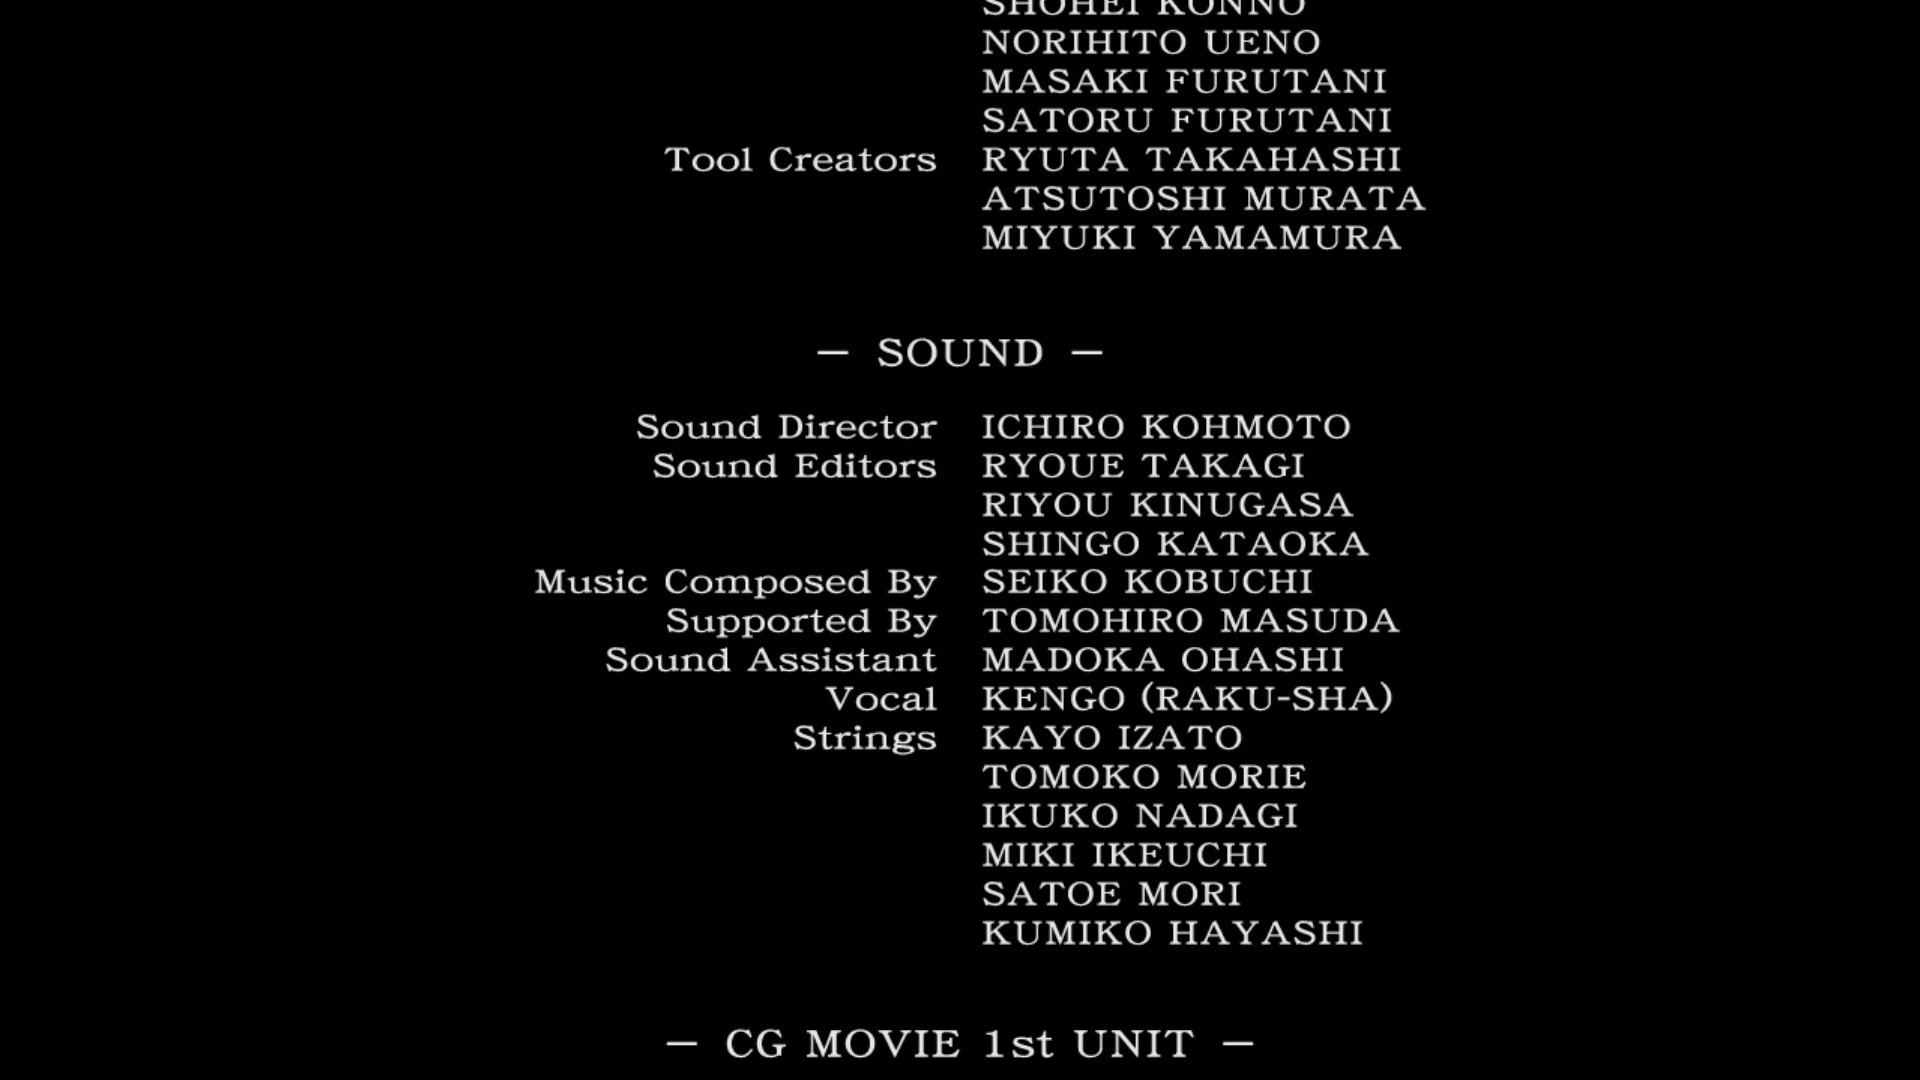 SHOHEI KONNO
NORIHITO UENO
MASAKI FURUTANI
SATORU FURUTANI
Tool Creators RYUTA TAKAHASHI
ATSUTOSHI MURATA
MIYUKI YAMAMURA
— SOUND —
Sound Director ICHIRO KOHMOTO
Sound Editors RYOUE TAKAGI
RIYOU KINUGASA
SHINGO KATAOKA
Music Composed By SEIKO KOBUCHI
Supported By TOMOHIRO MASUDA
Sound Assistant MADOKA OHASHI
Vocal KENGO (RAKU-SHA)
Strings KAYO IZATO
TOMOKO MORIE
IKUKO NADAGI
MIKI IKEUCHI
SATOE MORI
KUMIKO HAYASHI
— CG MOVIE 1st UNIT —